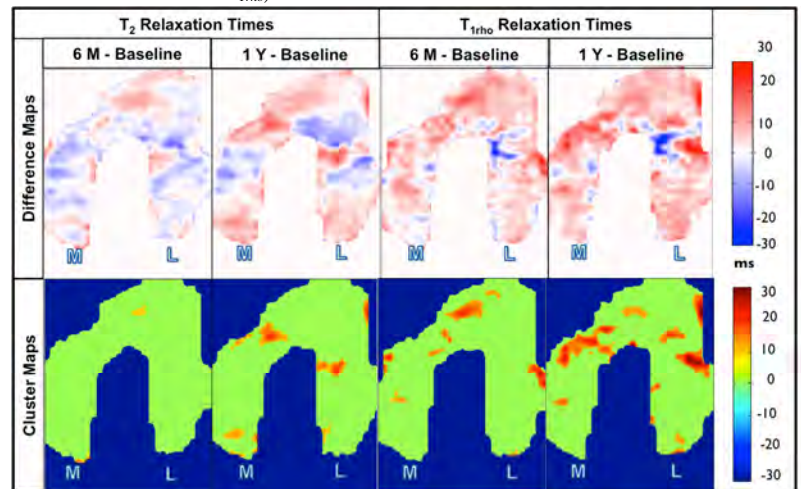 T2 Relaxation Times T1rho Relaxation Times
6 M - Baseline 1 Y - Baseline 6 M - Baseline 1 Y - Baseline
Difference Maps
M L M L M L M L
30
20
10
0
-10
-20
-30
ms
Cluster Maps
M L M L M L M L
30
20
10
0
-10
-20
-30